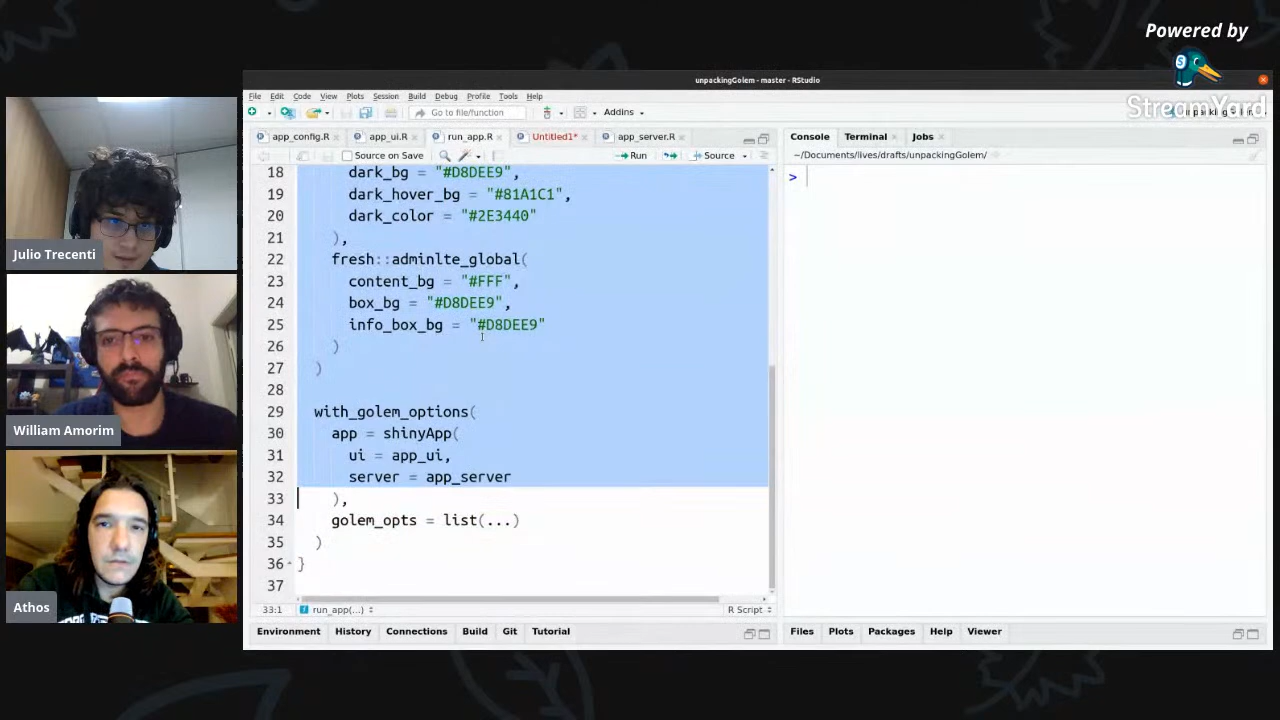 Powered by
StreamYard
unpackingGolem - master - RStudio
File Edit Code View Plots Session Build Debug Profile Tools Help
Go to file/function Addins
app_config.R app_ui.R run_app.R Untitled1* app_server.R
Source on Save Run Source
18 dark_bg = "#D8DEE9",
19 dark_hover_bg = "#81A1C1",
20 dark_color = "#2E3440"
21 ),
22 fresh::adminlte_global(
23 content_bg = "#FFF",
24 box_bg = "#D8DEE9",
25 info_box_bg = "#D8DEE9"
26 )
27 )
28
29 with_golem_options(
30 app = shinyApp(
31 ui = app_ui,
32 server = app_server
33 ),
34 golem_opts = list(...)
35 )
36 }
37
33:1 run_app(...) R Script
Environment History Connections Build Git Tutorial
Console Terminal Jobs
~/Documents/lives/drafts/unpackingGolem/
>
Files Plots Packages Help Viewer
Julio Trecenti
William Amorim
Athos